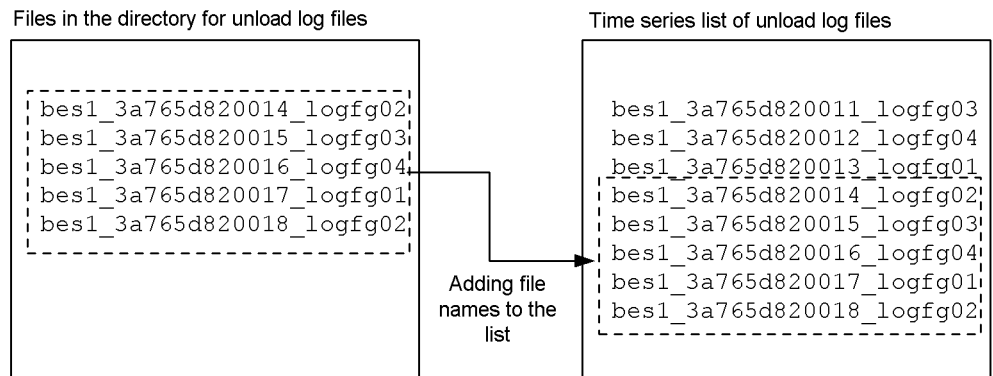 Files in the directory for unload log files
bes1_3a765d820014_logfg02
bes1_3a765d820015_logfg03
bes1_3a765d820016_logfg04
bes1_3a765d820017_logfg01
bes1_3a765d820018_logfg02
Adding file
names to the
list
Time series list of unload log files
bes1_3a765d820011_logfg03
bes1_3a765d820012_logfg04
bes1_3a765d820013_logfg01
bes1_3a765d820014_logfg02
bes1_3a765d820015_logfg03
bes1_3a765d820016_logfg04
bes1_3a765d820017_logfg01
bes1_3a765d820018_logfg02